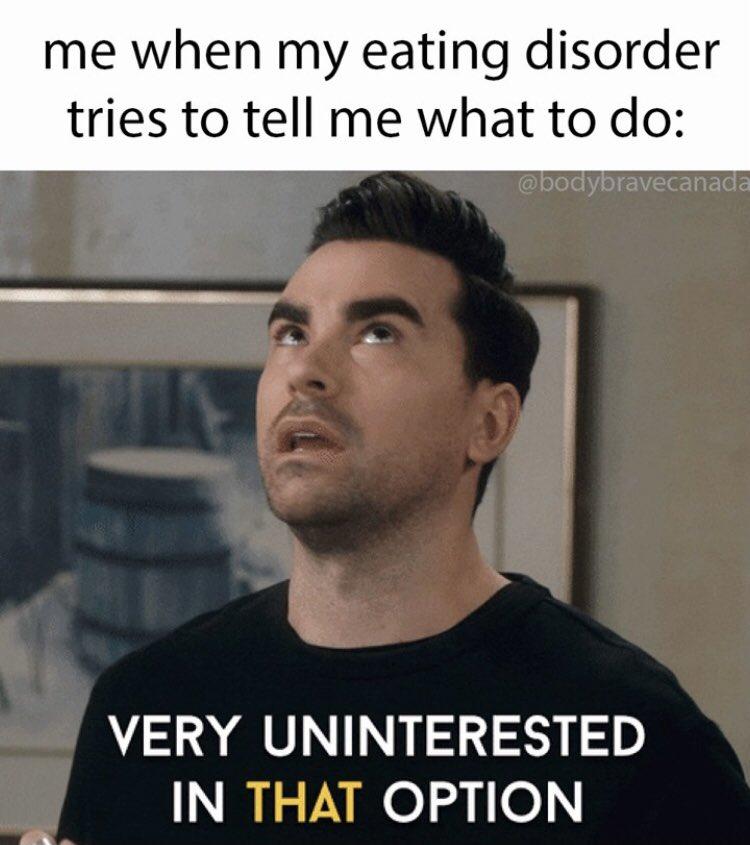 me when my eating disorder
tries to tell me what to do:
@bodybravecanada
VERY UNINTERESTED
IN THAT OPTION